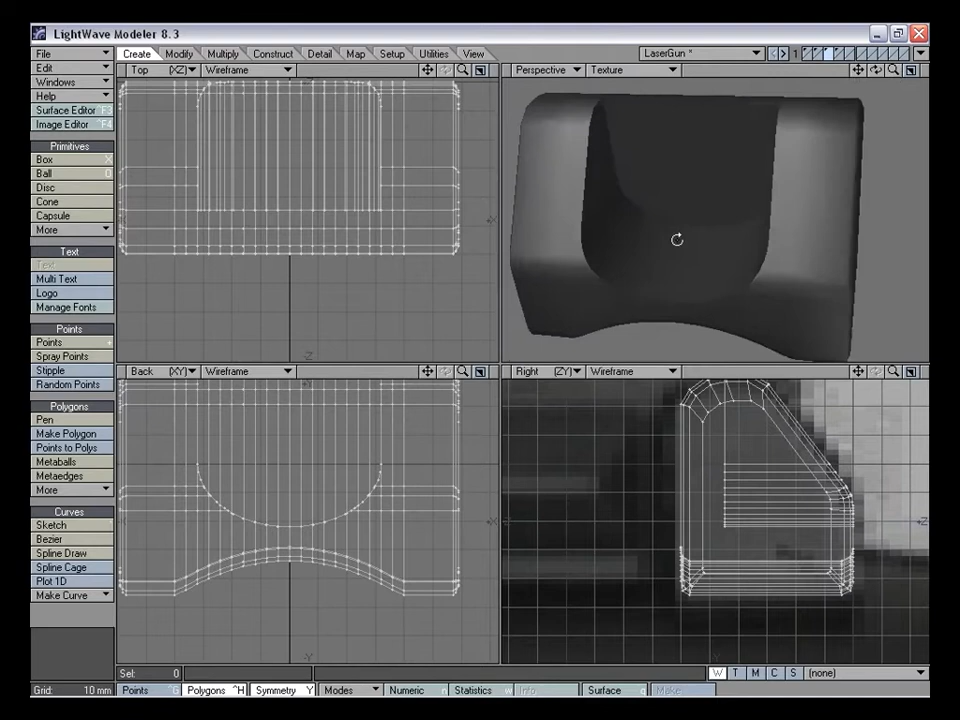 LightWave Modeler 8.3
File
Edit
Windows
Help
Surface Editor F3
Image Editor ^F4
Create Modify Multiply Construct Detail Map Setup Utilities View
LaserGun * 1
Top (XZ) Wireframe
Perspective Texture
Primitives
Box X
Ball O
Disc
Cone
Capsule
More
Text
Text
Multi Text
Logo
Manage Fonts
Points
Points +
Spray Points
Stipple
Random Points
-Z
Back (XY) Wireframe
Right (ZY) Wireframe
Polygons
Pen
Make Polygon
Points to Polys
Metaballs
Metaedges
More
Curves
Sketch
Bezier
Spline Draw
Spline Cage
Plot 1D
Make Curve
-Y
Sel: 0
W T M C S (none)
Grid: 10 mm
Points ^G Polygons ^H Symmetry Y Modes Numeric n Statistics w Info Surface q Make